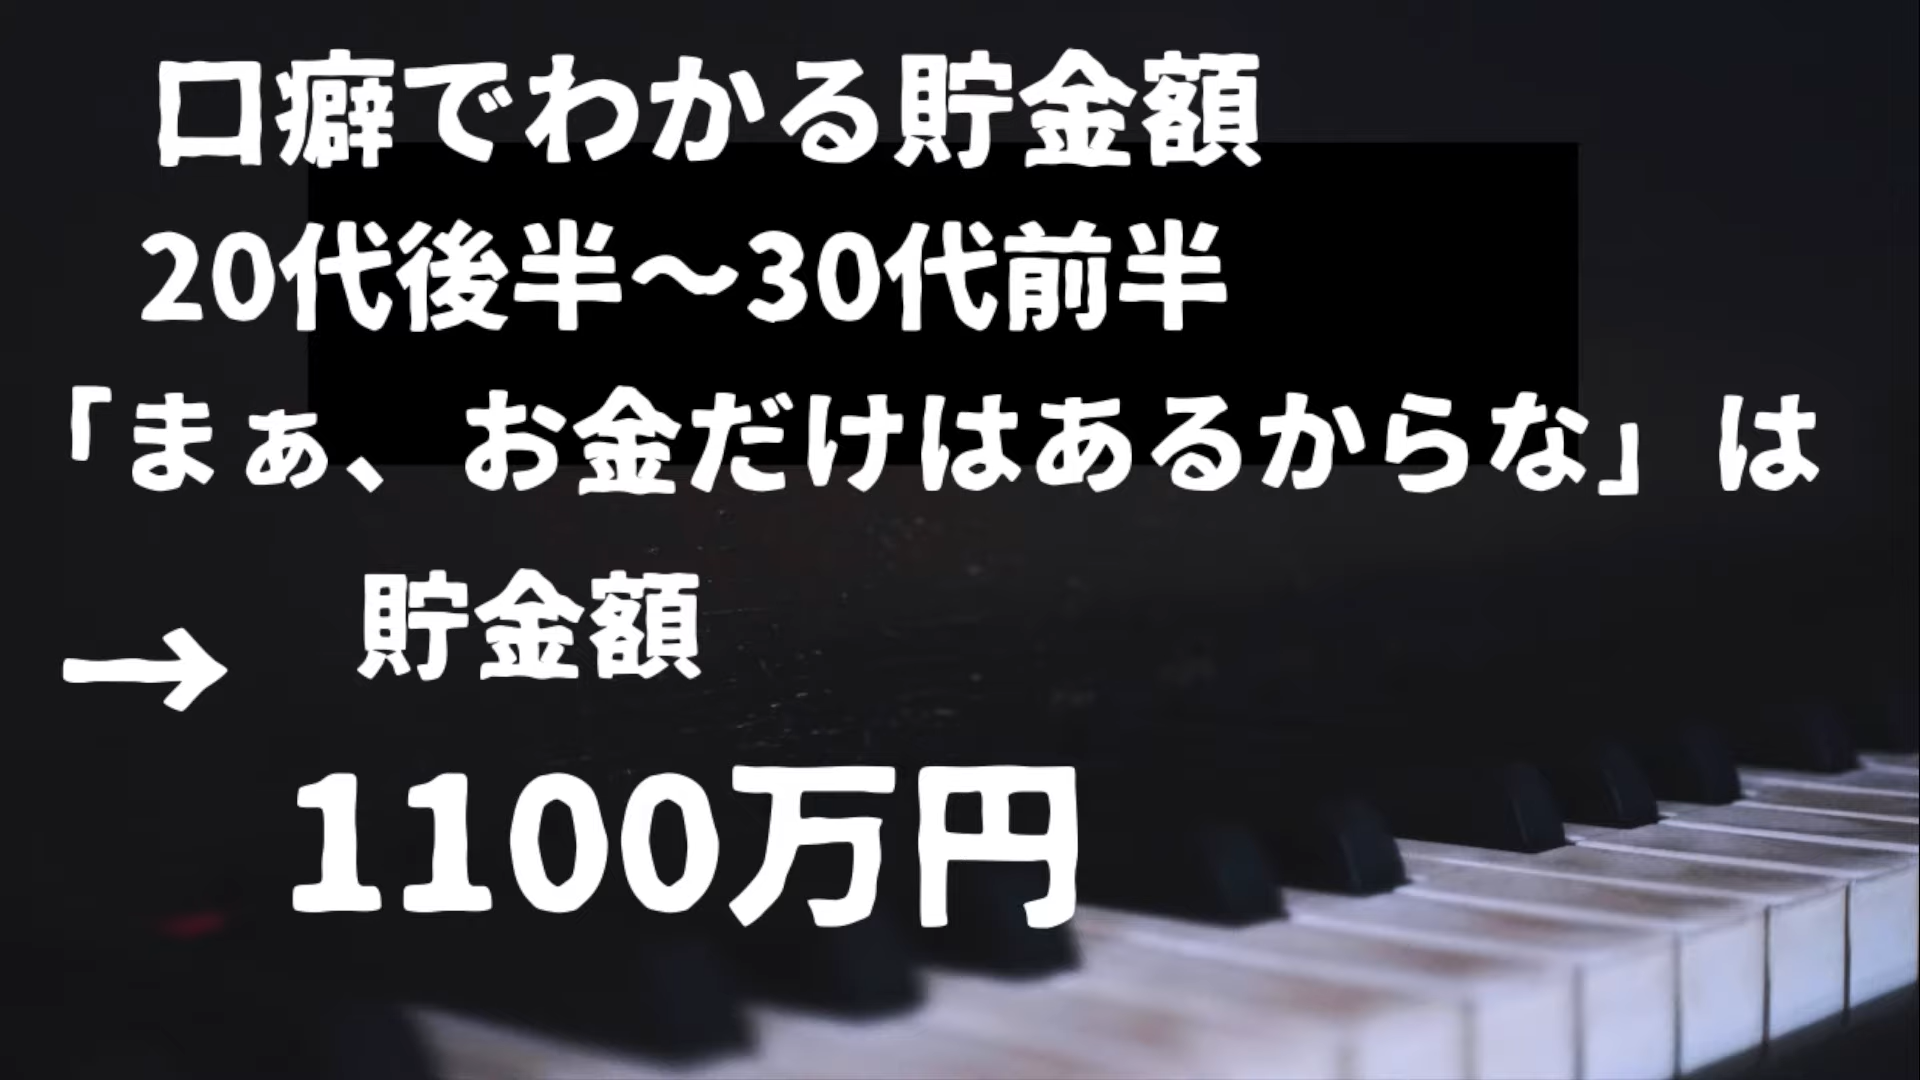 口癖でわかる貯金額
20代後半～30代前半
「まぁ、お金だけはあるからな」は
→ 貯金額
1100万円